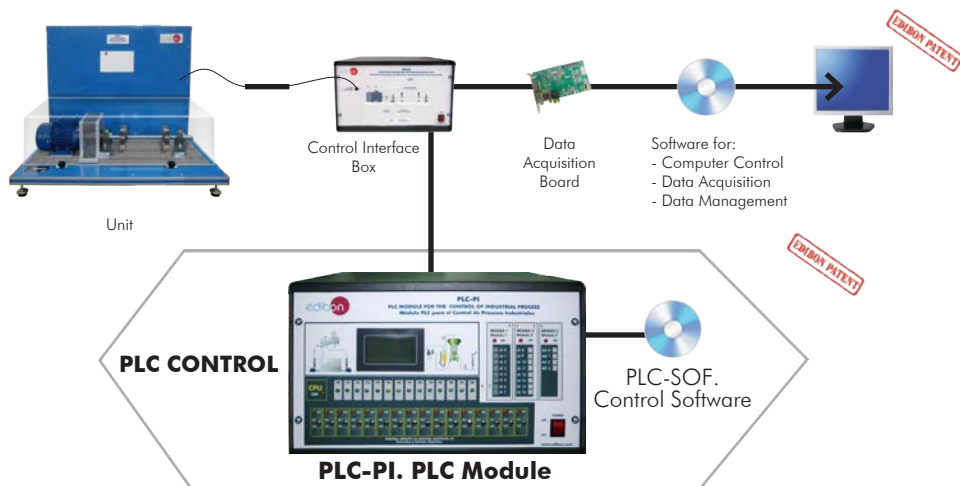 EDIBON PATENT
Unit
Control Interface
Box
Data
Acquisition
Board
Software for:
- Computer Control
- Data Acquisition
- Data Management
EDIBON PATENT
PLC CONTROL
edibon
PLC-PI
PLC MODULE FOR THE CONTROL OF INDUSTRIAL PROCESS
Módulo PLC para el Control de Procesos Industriales
CPU
PLC-SOF.
Control Software
PLC-PI. PLC Module